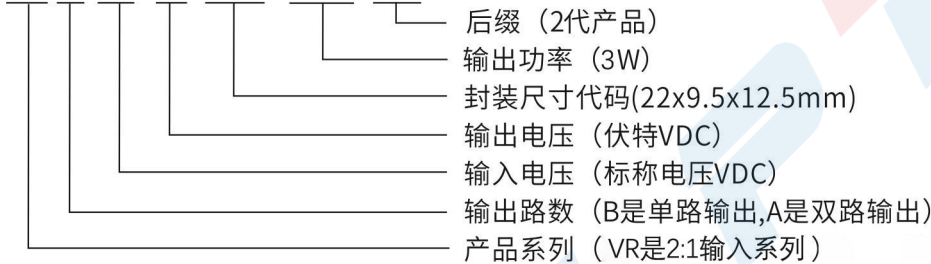 后缀（2代产品）
输出功率（3W）
封装尺寸代码(22x9.5x12.5mm)
输出电压（伏特VDC）
输入电压（标称电压VDC）
输出路数（B是单路输出,A是双路输出）
产品系列（ VR是2:1输入系列 ）